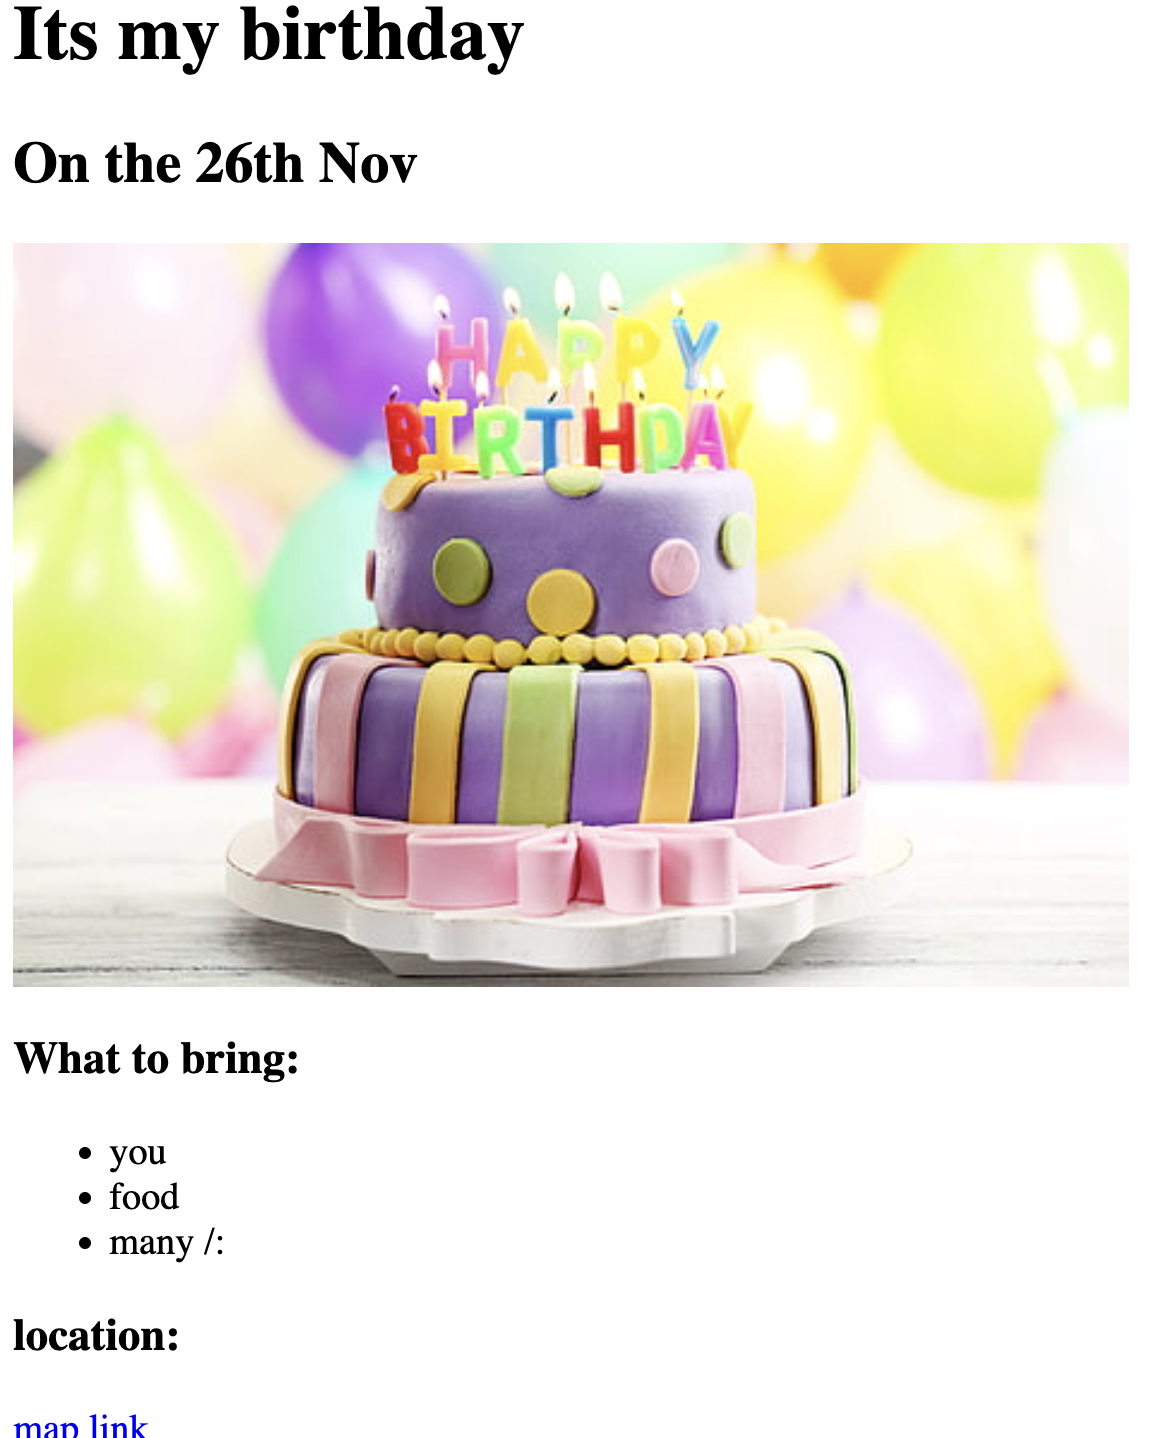 Its my birthday
On the 26th Nov
HAPPY
BIRTHDAY
What to bring:
you
food
many /:
location:
map link